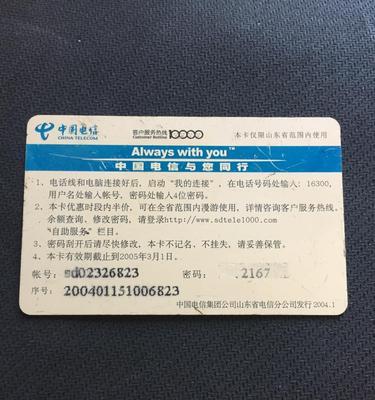 中国电信
CHINA TELECOM
客户服务热线
Customer Hotline
10000
本卡仅限山东省范围内使用
Always with you™
中国电信与您同行
1、电话线和电脑连接好后，启动“我的连接”，在电话号码处输入：16300，
用户名处输入帐号，密码处输入4位密码。
2、本卡优惠时段内半价，可在全省范围内漫游使用，详情咨询客户服务热线。
余额查询、修改密码，请登录http://www.sdtele1000.com
“自助服务”栏目。
3、密码刮开后请尽快修改，本卡不记名，不挂失，请妥善保管。
4、本卡有效期截止到2005年3月1日。
帐号：sd02326823 密码：2167
序号：200401151006823
中国电信集团公司山东省电信分公司发行 2004.1